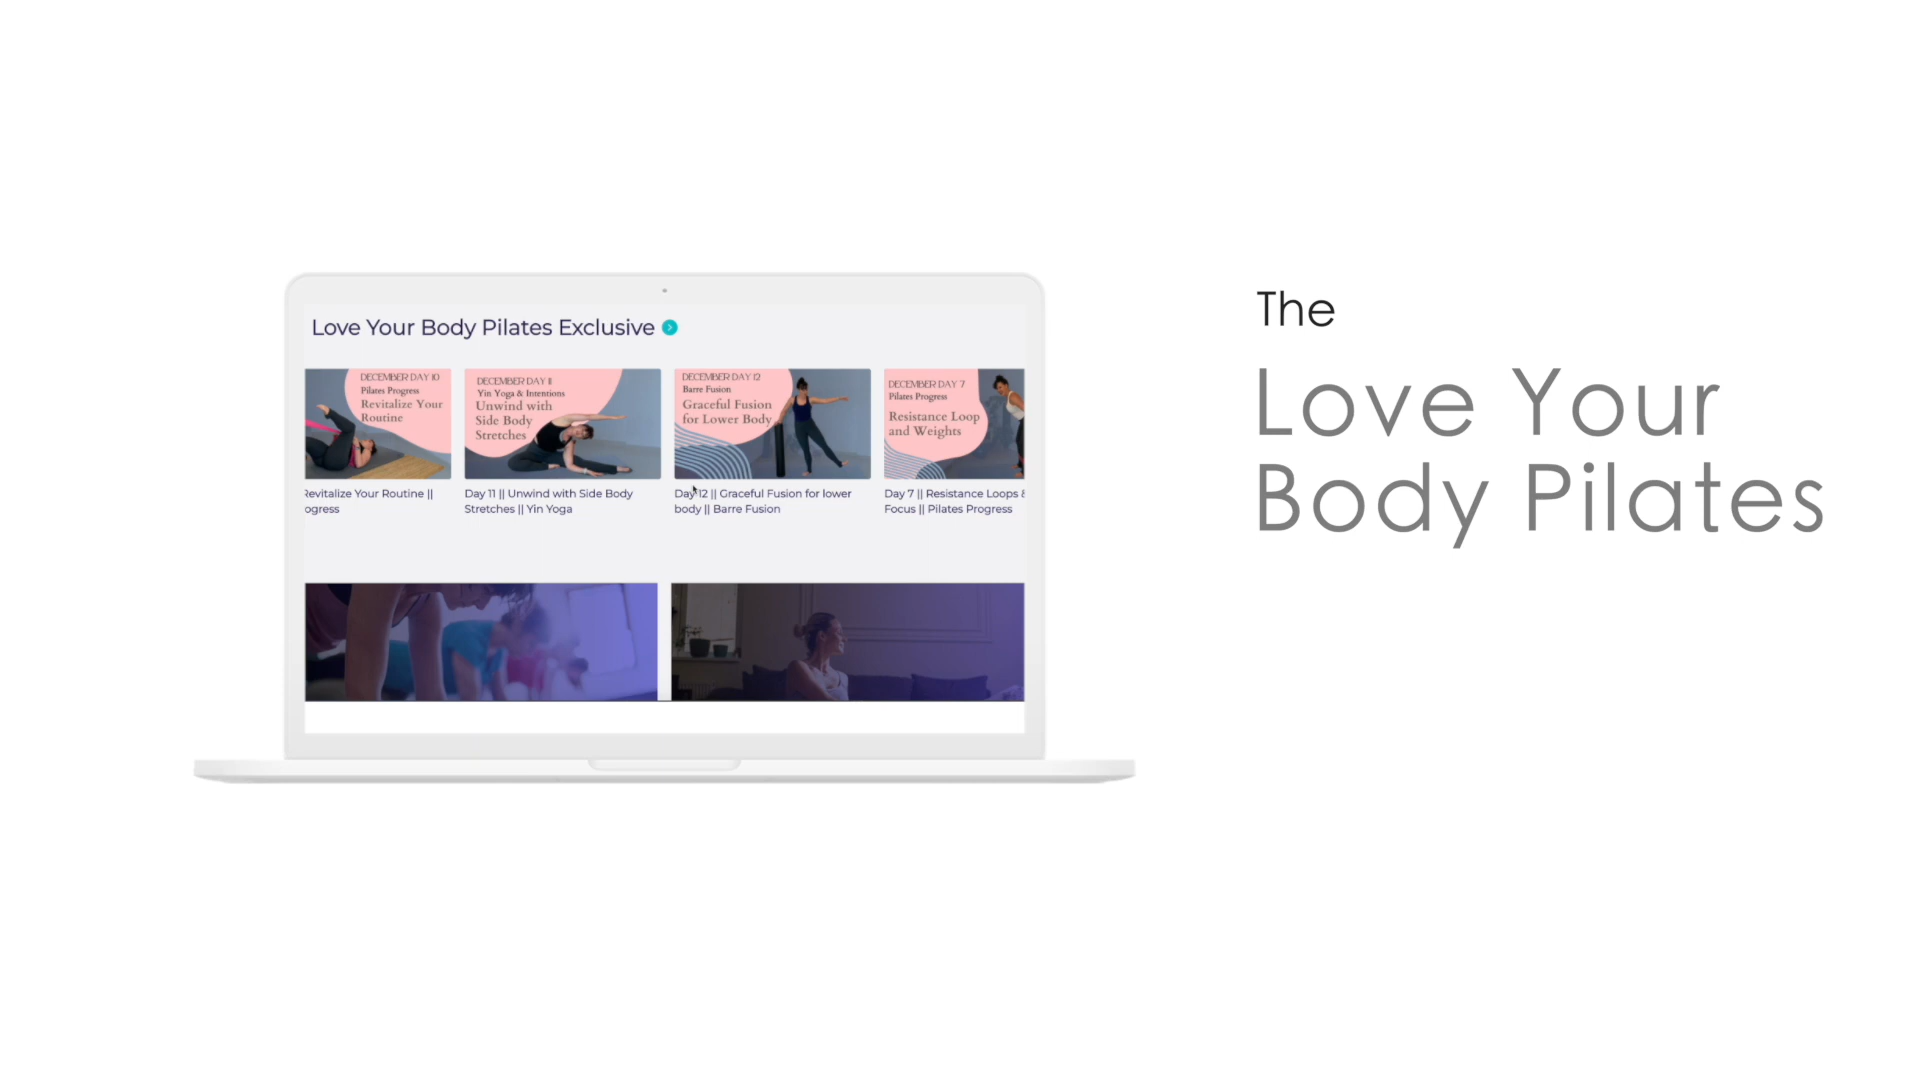 Love Your Body Pilates Exclusive
DECEMBER DAY 10
Pilates Progress
Revitalize Your
Routine
DECEMBER DAY 11
Yin Yoga & Intentions
Unwind with
Side Body
Stretches
DECEMBER DAY 12
Barre Fusion
Graceful Fusion
for Lower Body
DECEMBER DAY 7
Pilates Progress
Resistance Loop
and Weights
Revitalize Your Routine ||
ogress
Day 11 || Unwind with Side Body
Stretches || Yin Yoga
Day 12 || Graceful Fusion for lower
body || Barre Fusion
Day 7 || Resistance Loops &
Focus || Pilates Progress
The
Love Your
Body Pilates